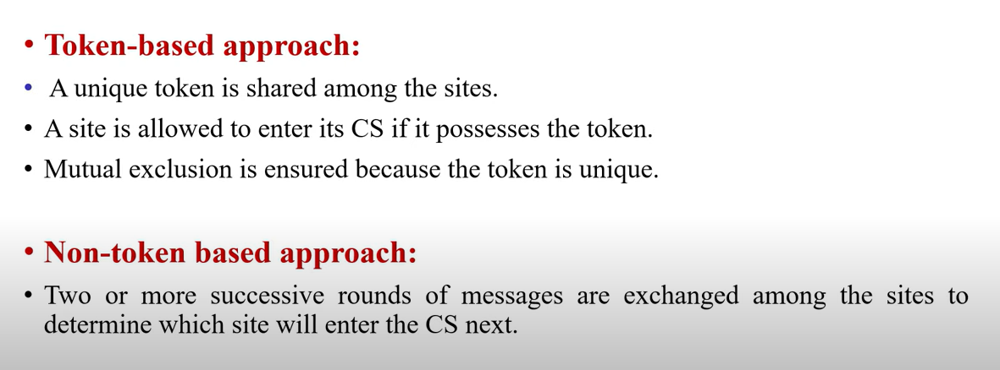 • Token-based approach:
• A unique token is shared among the sites.
• A site is allowed to enter its CS if it possesses the token.
• Mutual exclusion is ensured because the token is unique.
• Non-token based approach:
• Two or more successive rounds of messages are exchanged among the sites to
determine which site will enter the CS next.